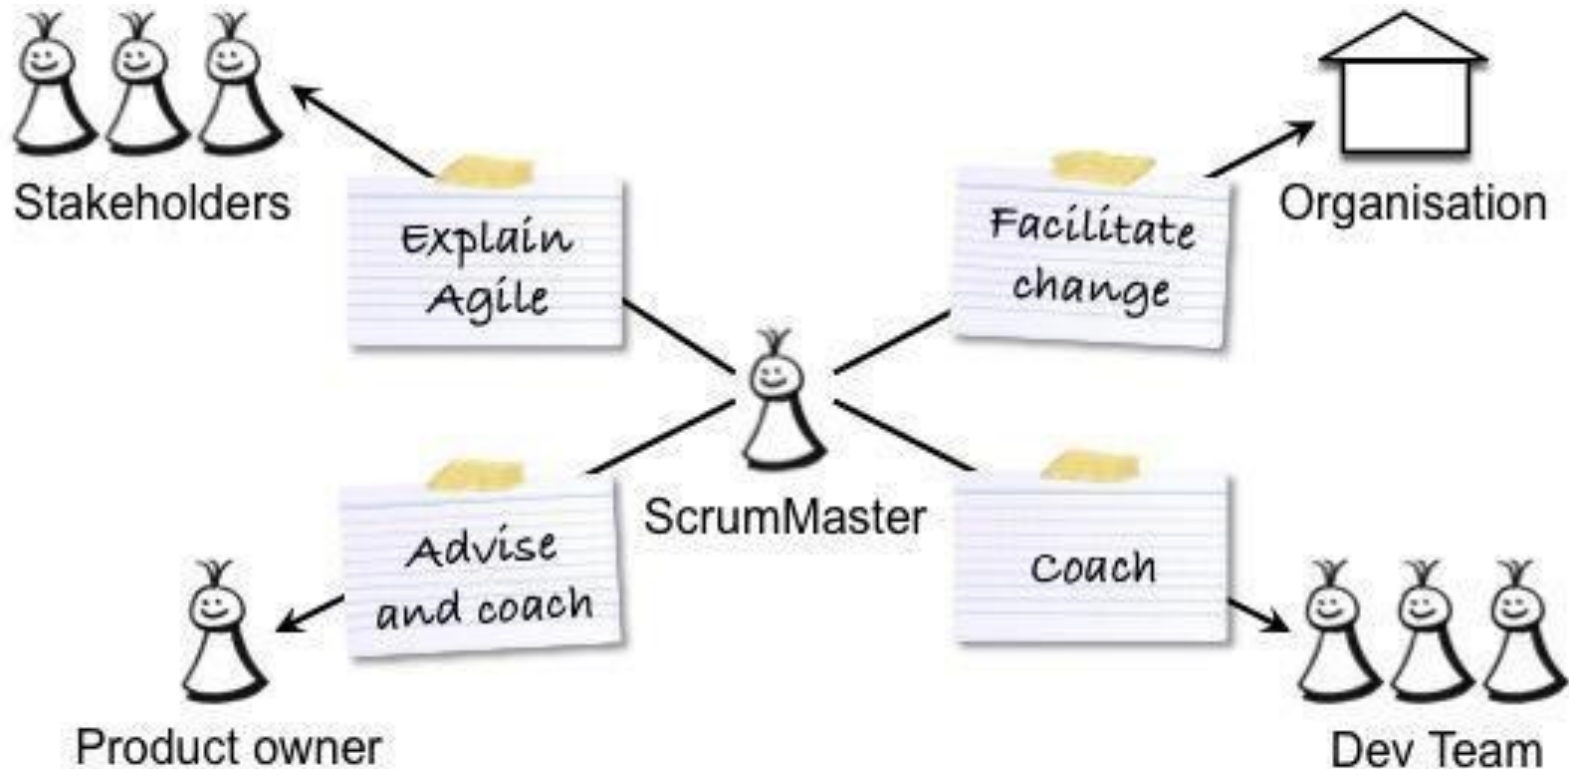 Stakeholders
Explain
Agile
Facilitate
change
Organisation
ScrumMaster
Advise
and coach
Product owner
Coach
Dev Team